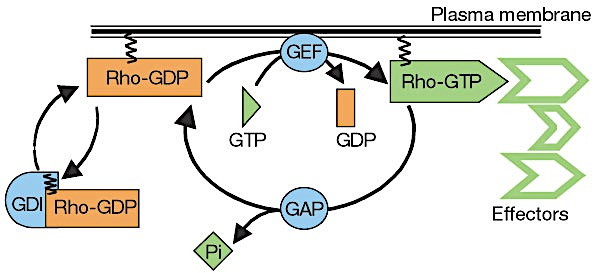 Plasma membrane
GEF
Rho-GDP
Rho-GTP
GTP
GDP
GDI
Rho-GDP
GAP
Effectors
Pi